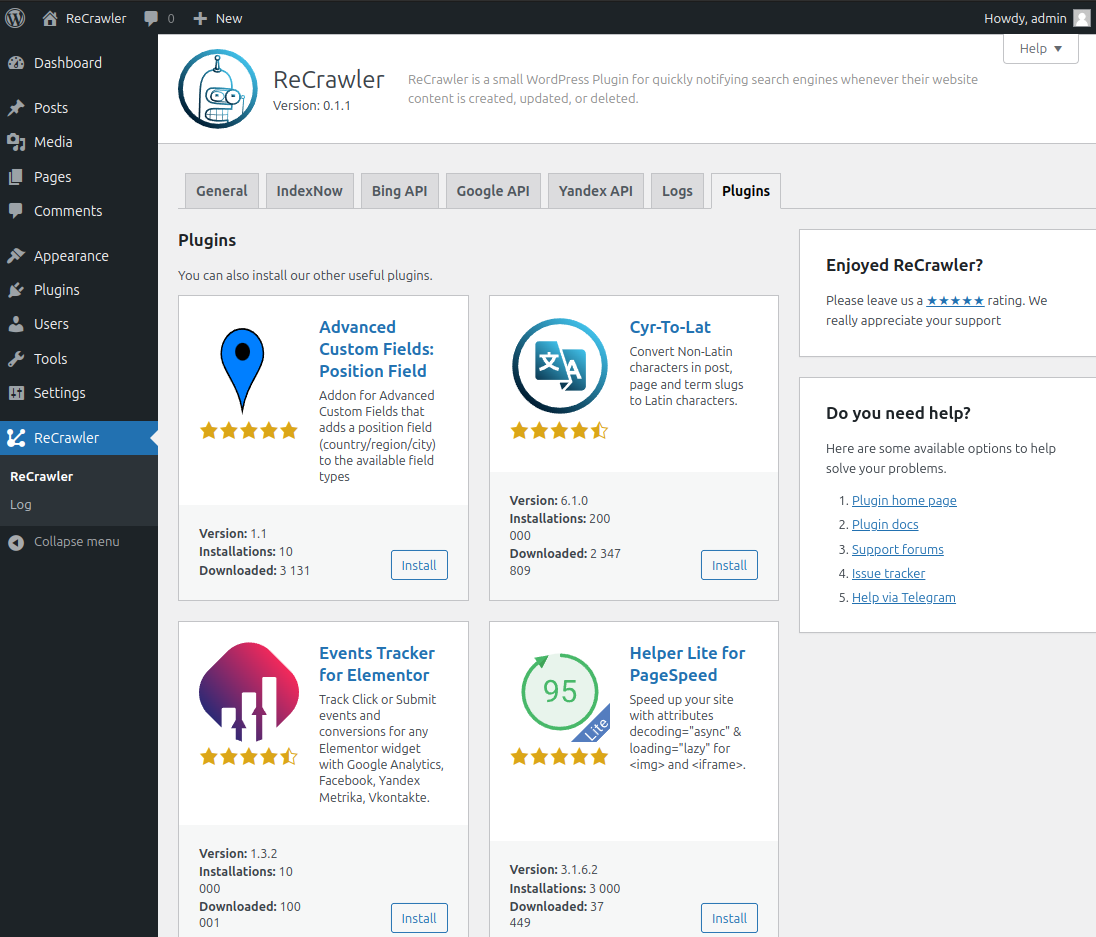 ReCrawler
0
New
Howdy, admin
Dashboard
Posts
Media
Pages
Comments
Appearance
Plugins
Users
Tools
Settings
ReCrawler
ReCrawler
Log
Collapse menu
Help ▼
ReCrawler
Version: 0.1.1
ReCrawler is a small WordPress Plugin for quickly notifying search engines whenever their website
content is created, updated, or deleted.
General
IndexNow
Bing API
Google API
Yandex API
Logs
Plugins
Plugins
You can also install our other useful plugins.
Advanced
Custom Fields:
Position Field
Addon for Advanced
Custom Fields that
adds a position field
(country/region/city)
to the available field
types
Version: 1.1
Installations: 10
Downloaded: 3 131
Install
Cyr-To-Lat
Convert Non-Latin
characters in post,
page and term slugs
to Latin characters.
文A
Version: 6.1.0
Installations: 200
000
Downloaded: 2 347
809
Install
Events Tracker
for Elementor
Track Click or Submit
events and
conversions for any
Elementor widget
with Google Analytics,
Facebook, Yandex
Metrika, Vkontakte.
Version: 1.3.2
Installations: 10
000
Downloaded: 100
001
Install
95
Lite
Helper Lite for
PageSpeed
Speed up your site
with attributes
decoding="async" &
loading="lazy" for
<img> and <iframe>.
Version: 3.1.6.2
Installations: 3 000
Downloaded: 37
449
Install
Enjoyed ReCrawler?
Please leave us a ★★★★★ rating. We
really appreciate your support
Do you need help?
Here are some available options to help
solve your problems.
1. Plugin home page
2. Plugin docs
3. Support forums
4. Issue tracker
5. Help via Telegram